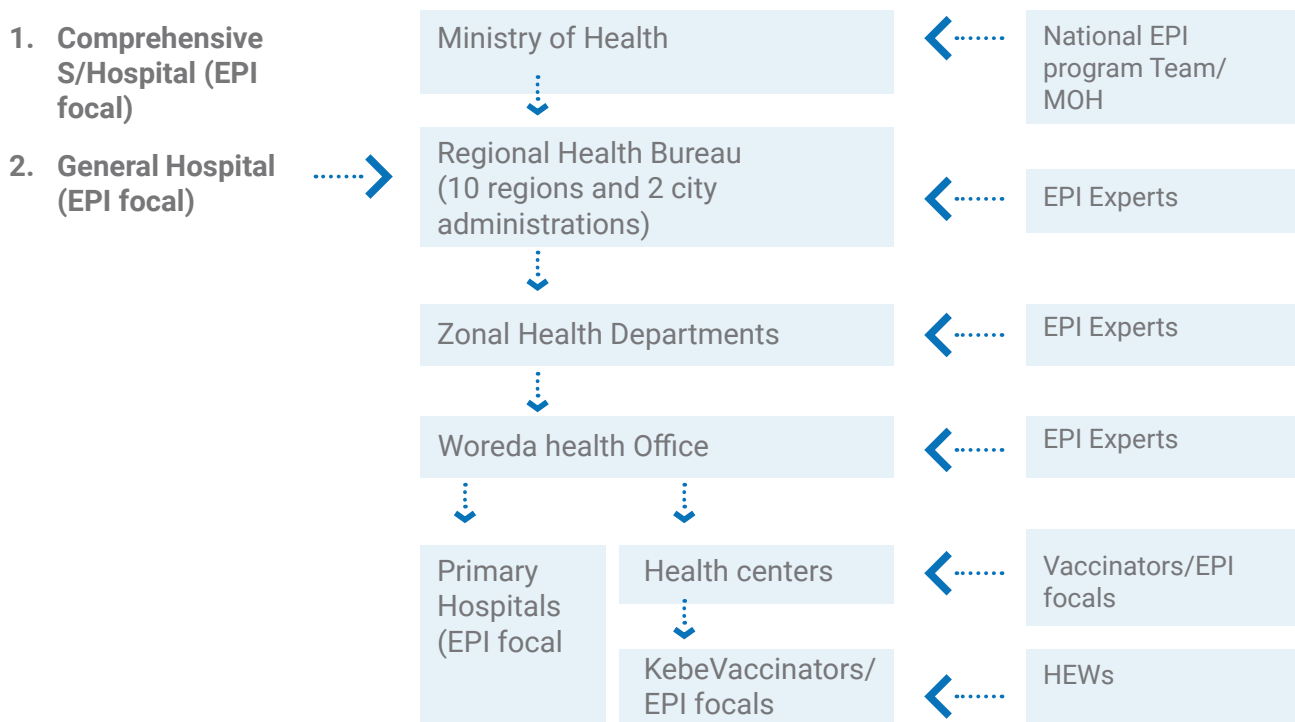 1. Comprehensive
S/Hospital (EPI
focal)
2. General Hospital
(EPI focal)
Ministry of Health
National EPI
program Team/
MOH
Regional Health Bureau
(10 regions and 2 city
administrations)
EPI Experts
Zonal Health Departments
EPI Experts
Woreda health Office
EPI Experts
Primary
Hospitals
(EPI focal
Health centers
Vaccinators/EPI
focals
KebeVaccinators/
EPI focals
HEWs